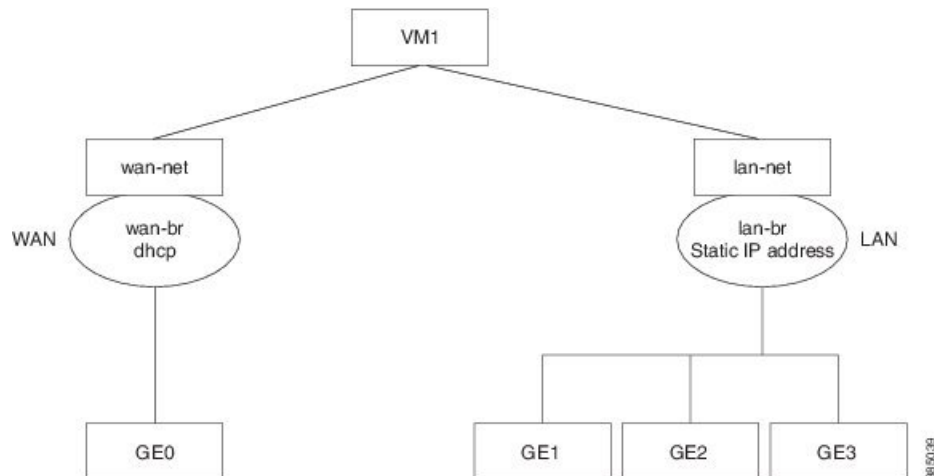 VM1
wan-net
lan-net
WAN
wan-br
dhcp
lan-br
Static IP address
LAN
GE0
GE1
GE2
GE3